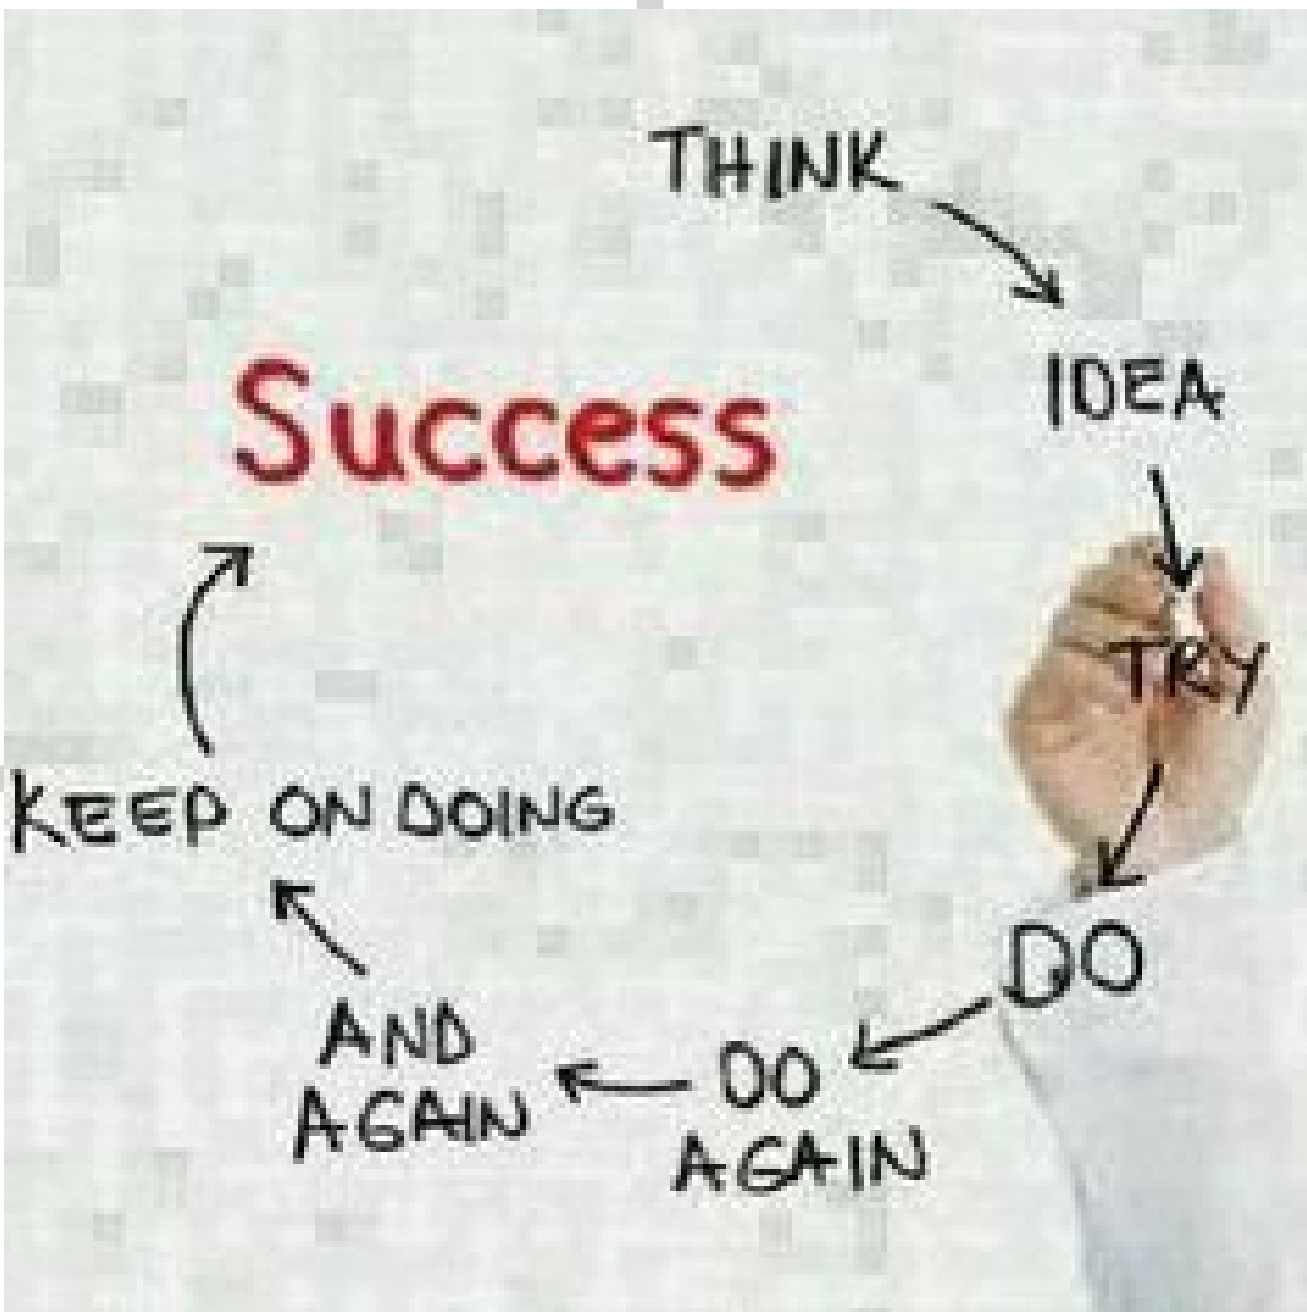 THINK
IDEA
TRY
DO
DO
AGAIN
AND
AGAIN
KEEP ON DOING
Success